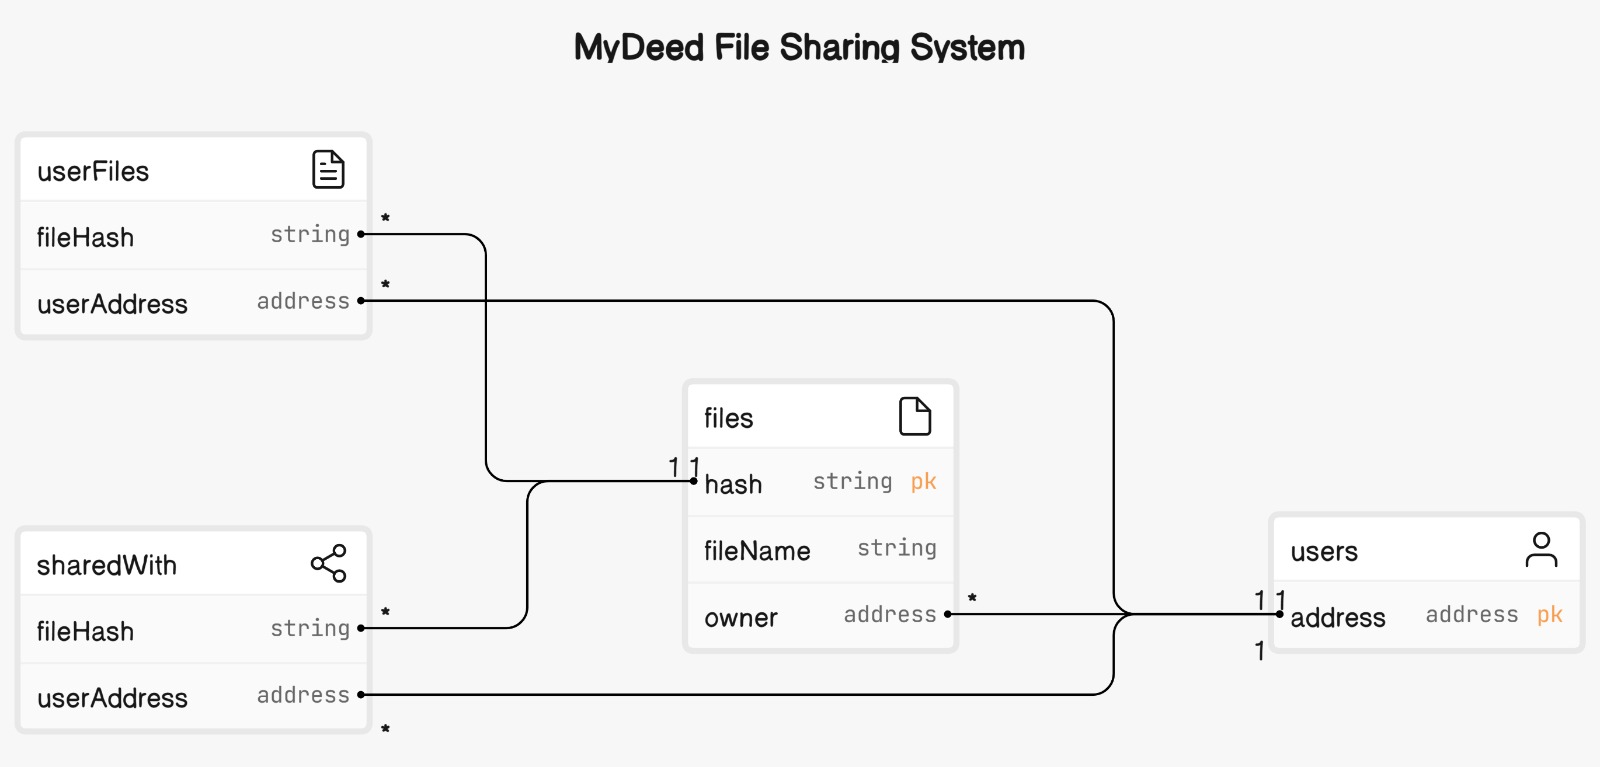 MyDeed File Sharing System
userFiles
fileHash string
userAddress address
*
*
files
hash string pk
fileName string
owner address
1 1
*
sharedWith
fileHash string
userAddress address
*
*
users
address address pk
1 1
1